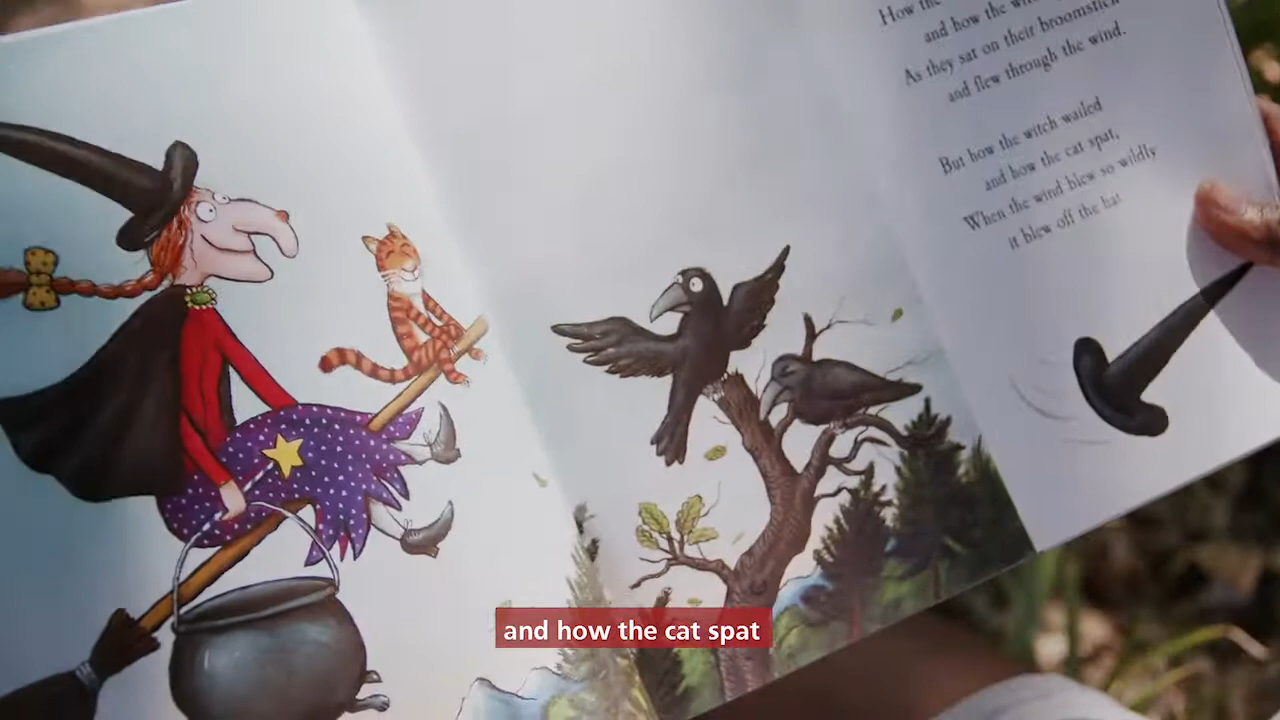 How the
and how the
As they sat on their broomstick
and flew through the wind.
But how the witch wailed
and how the cat spat,
When the wind blew so wildly
it blew off the hat
and how the cat spat